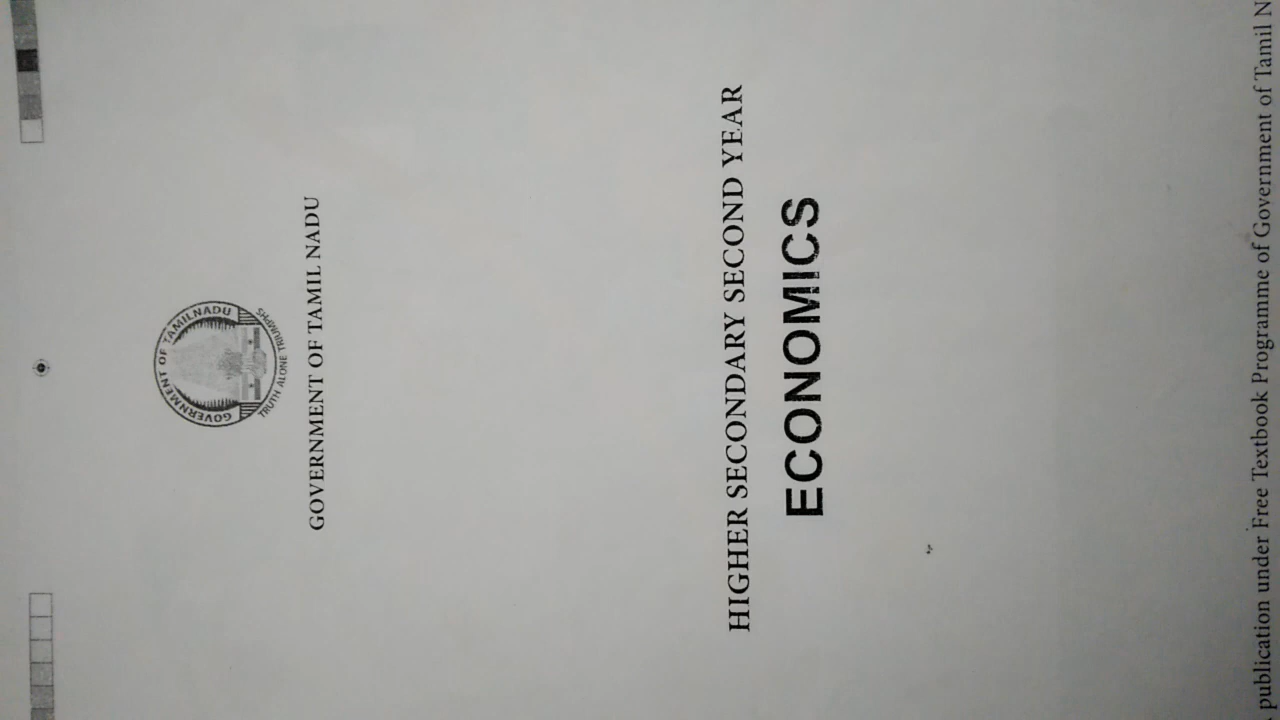 GOVERNMENT OF TAMILNADU
TRUTH ALONE TRIUMPHS
GOVERNMENT OF TAMIL NADU
HIGHER SECONDARY SECOND YEAR
ECONOMICS
publication under Free Textbook Programme of Government of Tamil N